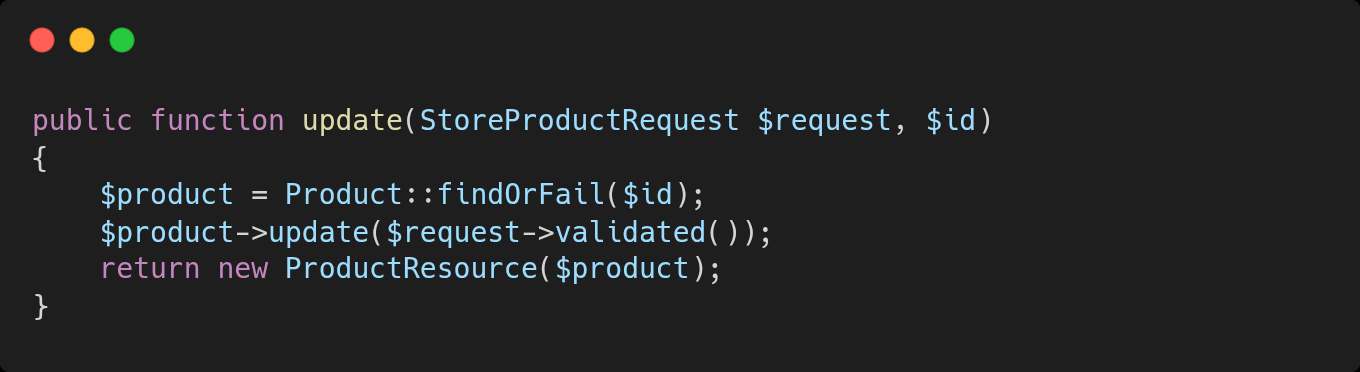 public function update(StoreProductRequest $request, $id)
{
    $product = Product::findOrFail($id);
    $product->update($request->validated());
    return new ProductResource($product);
}